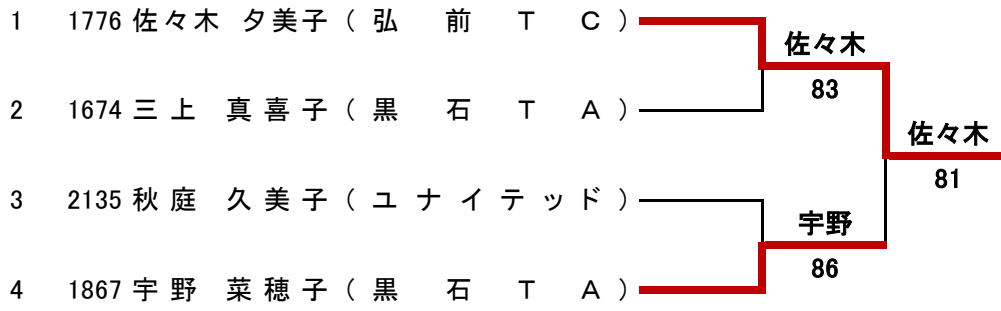 1 1776 佐々木 夕美子 ( 弘 前 T C )
佐々木
83
2 1674 三上 真喜子 ( 黒 石 T A )
佐々木
81
3 2135 秋庭 久美子 ( ユナイテッド )
宇野
86
4 1867 宇野 菜穂子 ( 黒 石 T A )